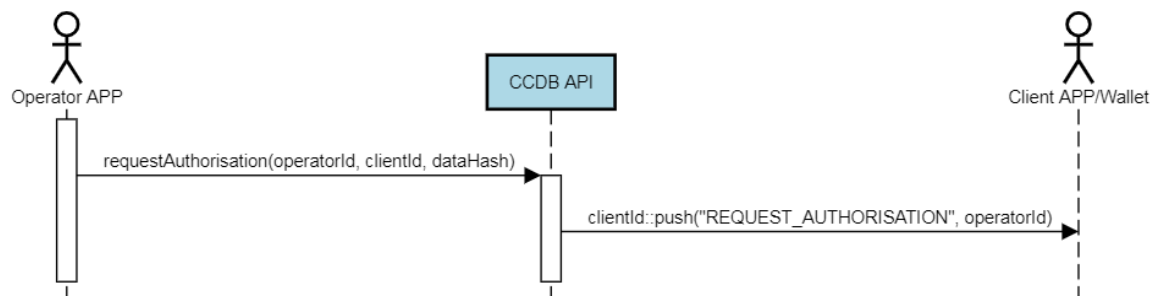 Operator APP
CCDB API
Client APP/Wallet
requestAuthorisation(operatorId, clientId, dataHash)
clientId::push("REQUEST_AUTHORISATION", operatorId)